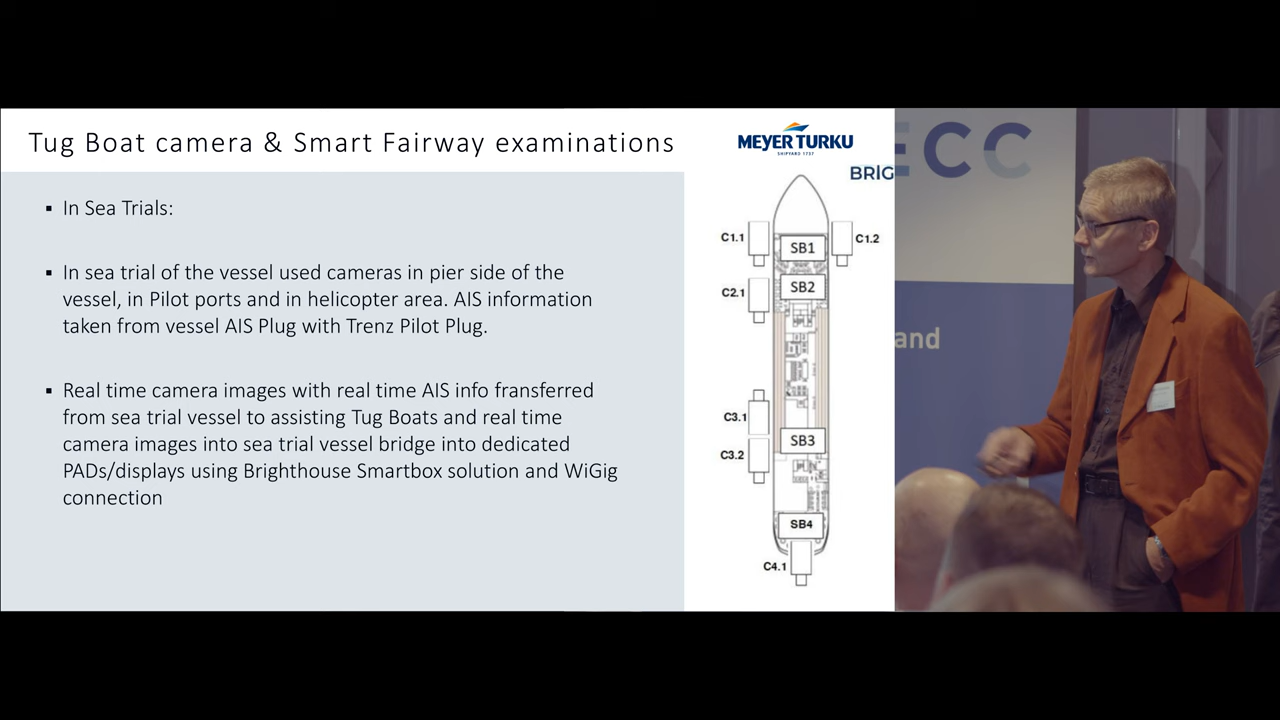 Tug Boat camera & Smart Fairway examinations
MEYER TURKU
SHIPYARD 1737
BRIG
ECC
▪ In Sea Trials:
C1.1
SB1
C1.2
▪ In sea trial of the vessel used cameras in pier side of the
vessel, in Pilot ports and in helicopter area. AIS information
taken from vessel AIS Plug with Trenz Pilot Plug.
C2.1
SB2
and
▪ Real time camera images with real time AIS info fransferred
from sea trial vessel to assisting Tug Boats and real time
camera images into sea trial vessel bridge into dedicated
PADs/displays using Brighthouse Smartbox solution and WiGig
connection
C3.1
SB3
C3.2
SB4
C4.1